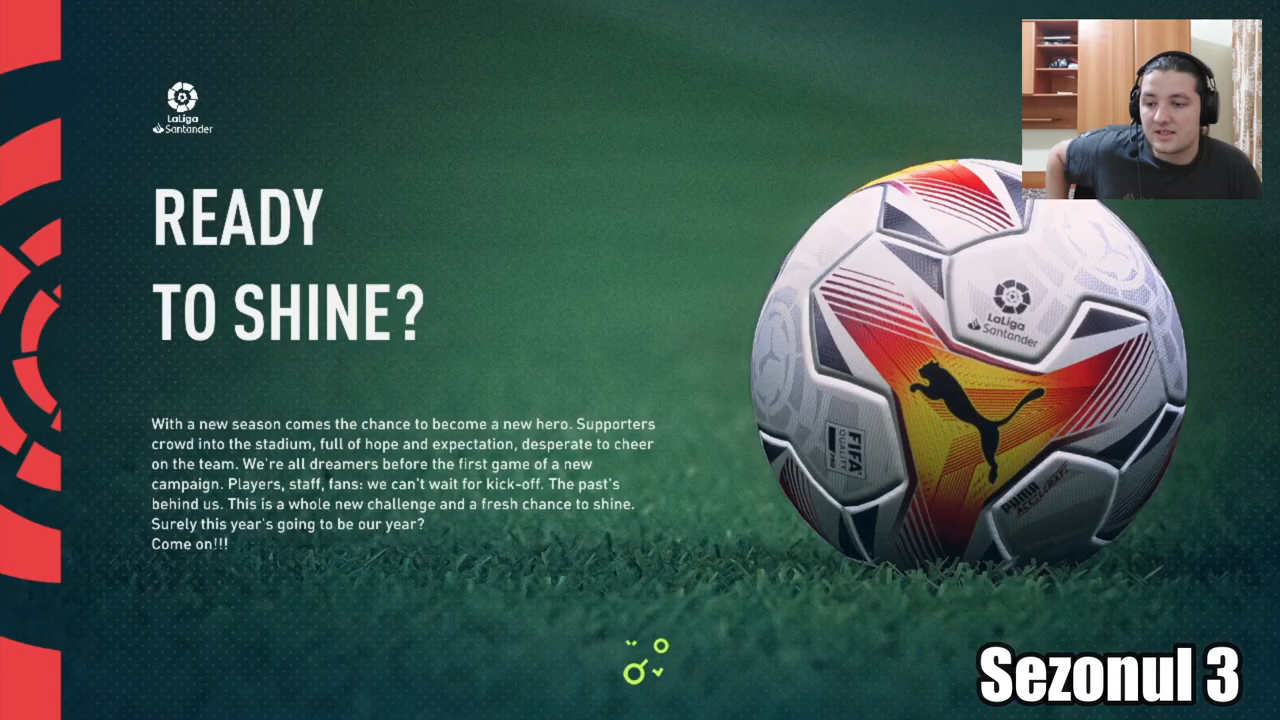 LaLiga
Santander
READY
TO SHINE?
With a new season comes the chance to become a new hero. Supporters
crowd into the stadium, full of hope and expectation, desperate to cheer
on the team. We're all dreamers before the first game of a new
campaign. Players, staff, fans: we can't wait for kick-off. The past's
behind us. This is a whole new challenge and a fresh chance to shine.
Surely this year's going to be our year?
Come on!!!
LaLiga
Santander
FIFA
QUALITY
PRO
PUMA
ACCELERATE
Sezonul 3